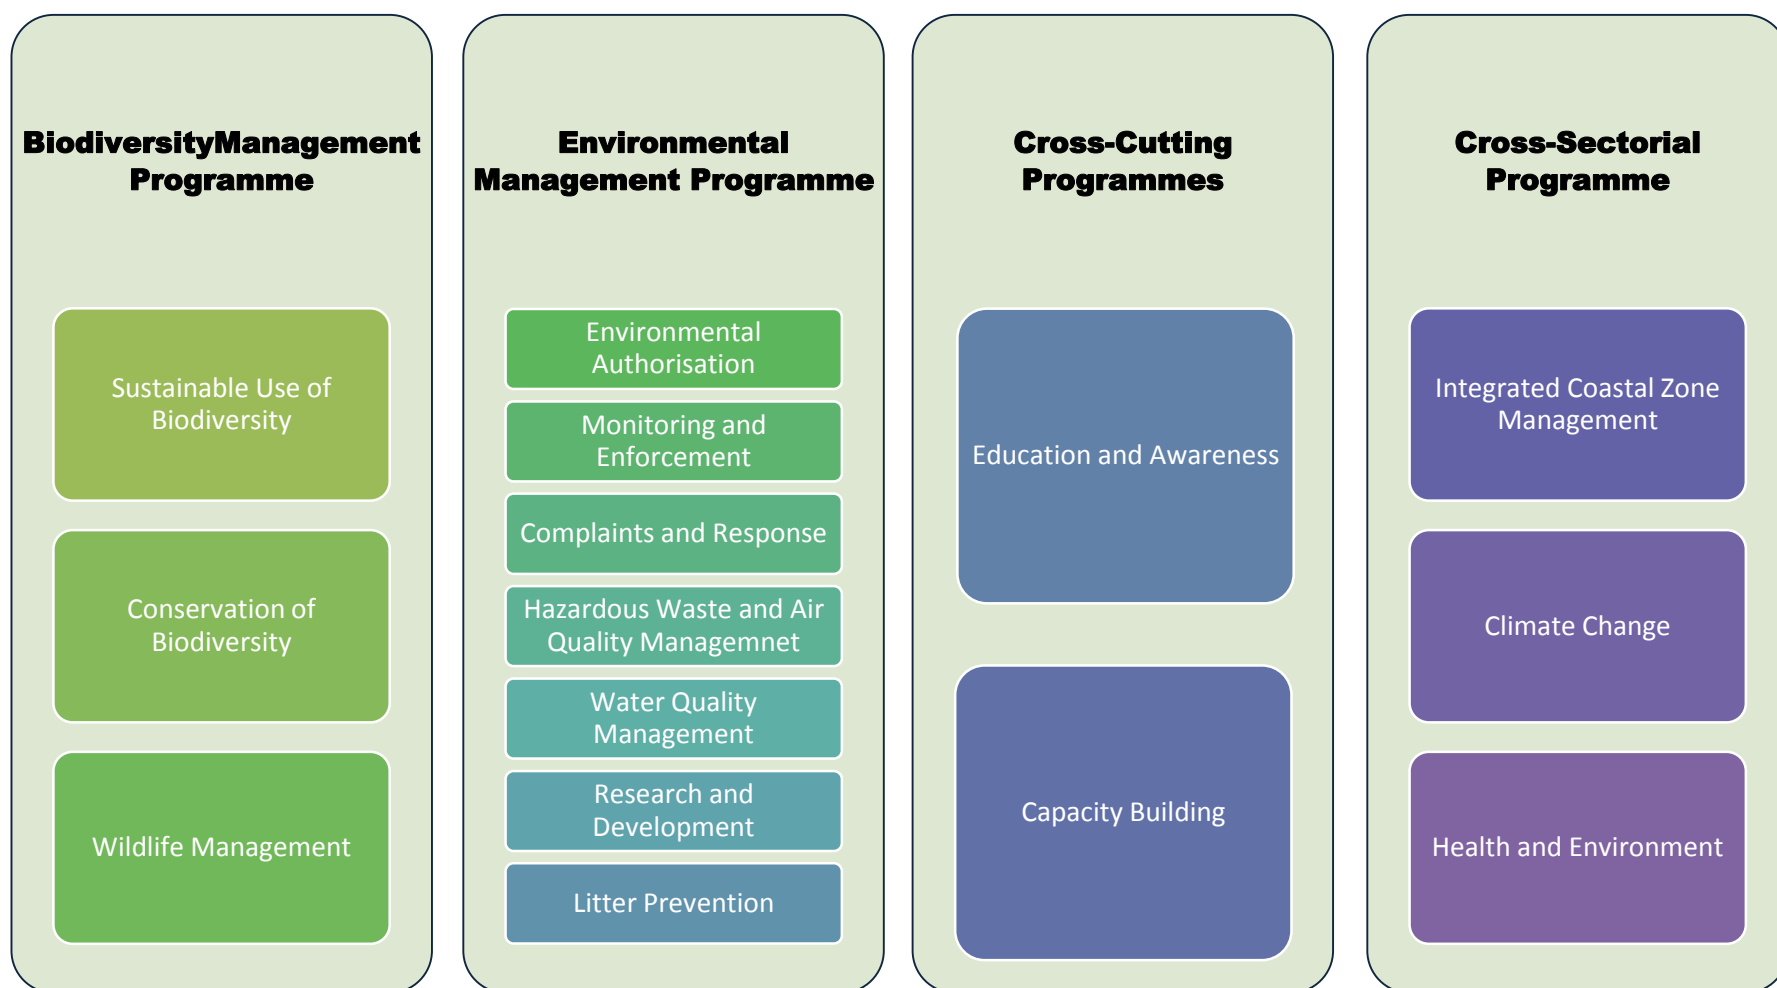 BiodiversityManagement
Programme
Sustainable Use of
Biodiversity
Conservation of
Biodiversity
Wildlife Management
Environmental
Management Programme
Environmental
Authorisation
Monitoring and
Enforcement
Complaints and Response
Hazardous Waste and Air
Quality Managemnet
Water Quality
Management
Research and
Development
Litter Prevention
Cross-Cutting
Programmes
Education and Awareness
Capacity Building
Cross-Sectorial
Programme
Integrated Coastal Zone
Management
Climate Change
Health and Environment